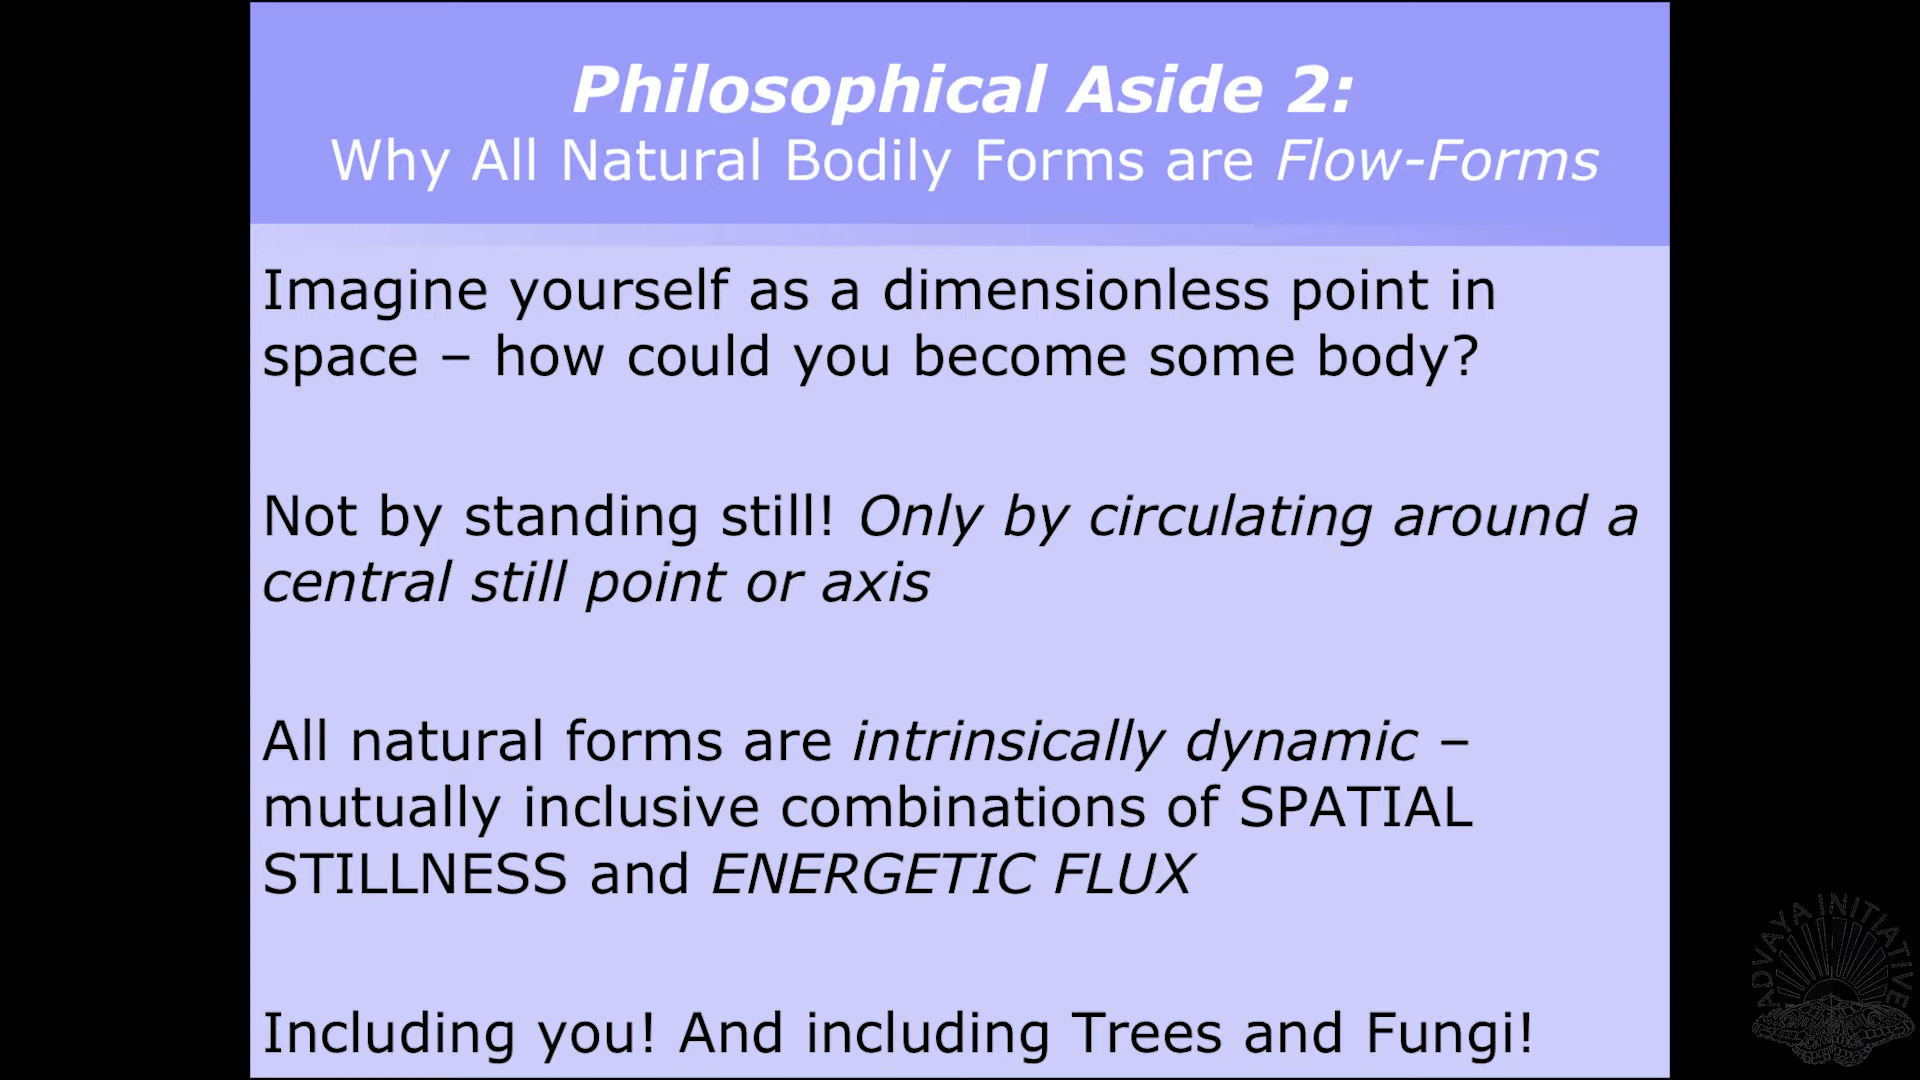 Philosophical Aside 2:
Why All Natural Bodily Forms are Flow-Forms
Imagine yourself as a dimensionless point in
space – how could you become some body?
Not by standing still! Only by circulating around a
central still point or axis
All natural forms are intrinsically dynamic –
mutually inclusive combinations of SPATIAL
STILLNESS and ENERGETIC FLUX
Including you! And including Trees and Fungi!
ADVAYA INITIATIVE